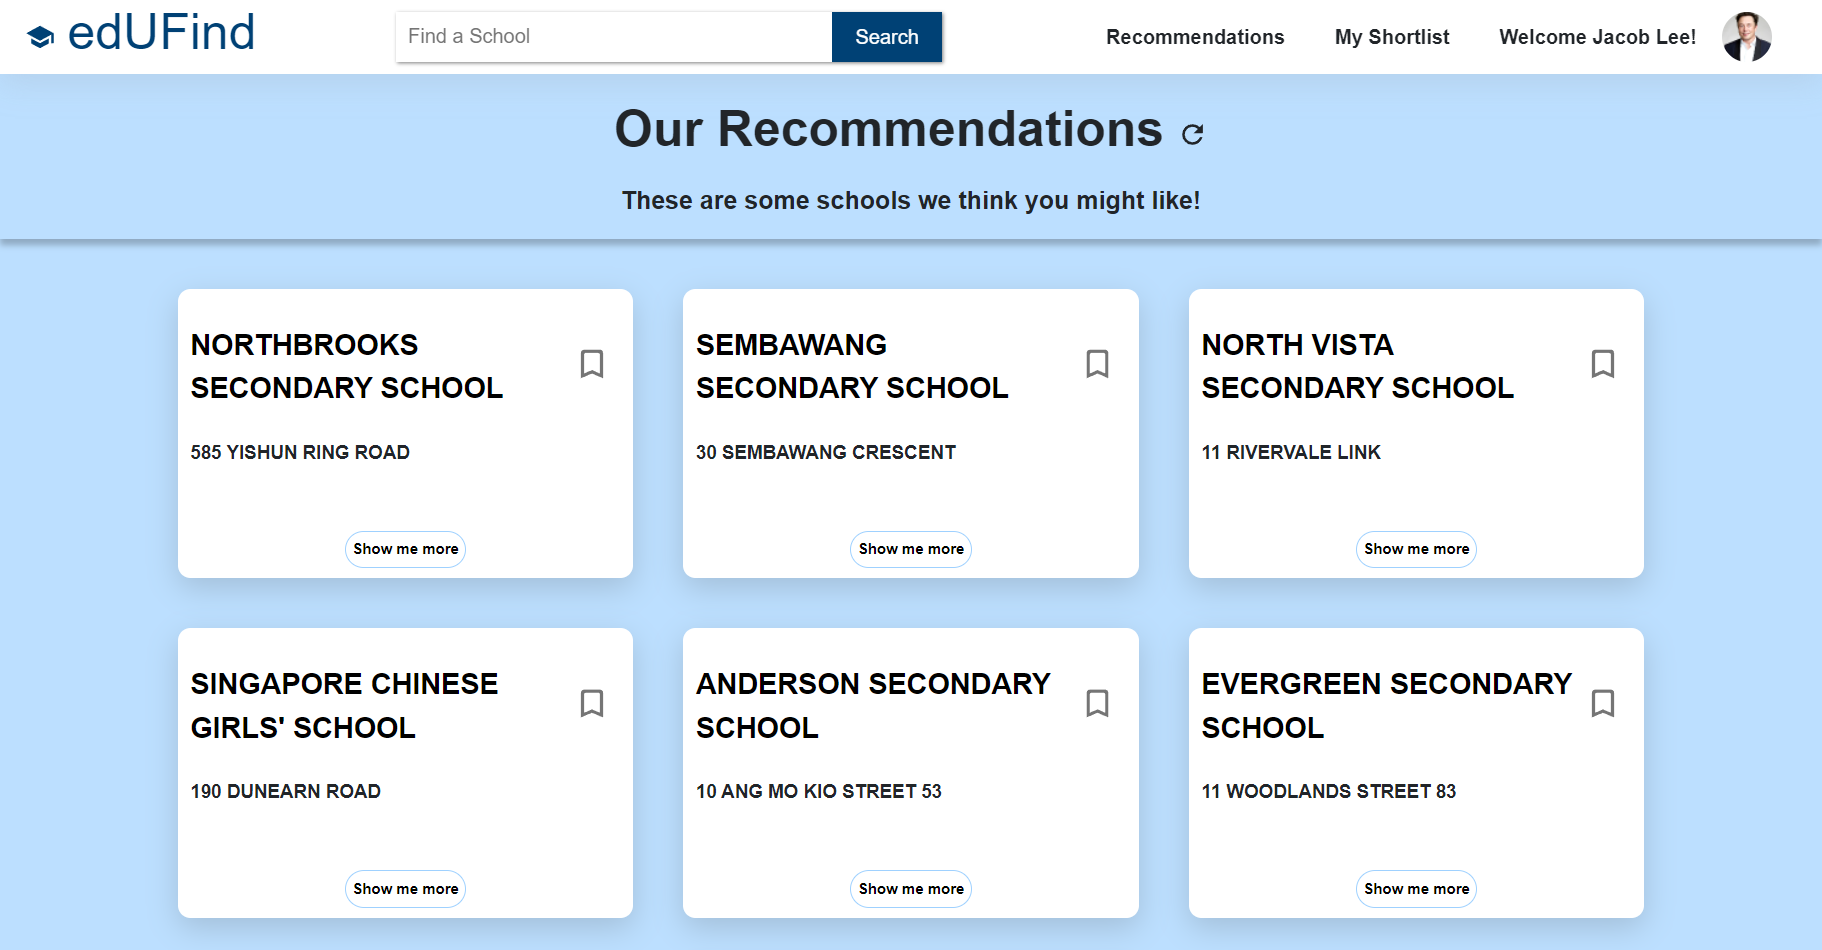 edUFind
Find a School
Search
Recommendations
My Shortlist
Welcome Jacob Lee!
Our Recommendations
These are some schools we think you might like!
NORTHBROOKS
SECONDARY SCHOOL
585 YISHUN RING ROAD
Show me more
SEMBAWANG
SECONDARY SCHOOL
30 SEMBAWANG CRESCENT
Show me more
NORTH VISTA
SECONDARY SCHOOL
11 RIVERVALE LINK
Show me more
SINGAPORE CHINESE
GIRLS' SCHOOL
190 DUNEARN ROAD
Show me more
ANDERSON SECONDARY
SCHOOL
10 ANG MO KIO STREET 53
Show me more
EVERGREEN SECONDARY
SCHOOL
11 WOODLANDS STREET 83
Show me more